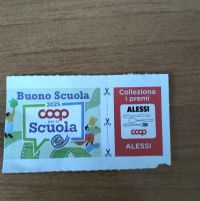 Buono Scuola
2025
coop
per la
Scuola
Colleziona
i premi
ALESSI
coop
ALESSI